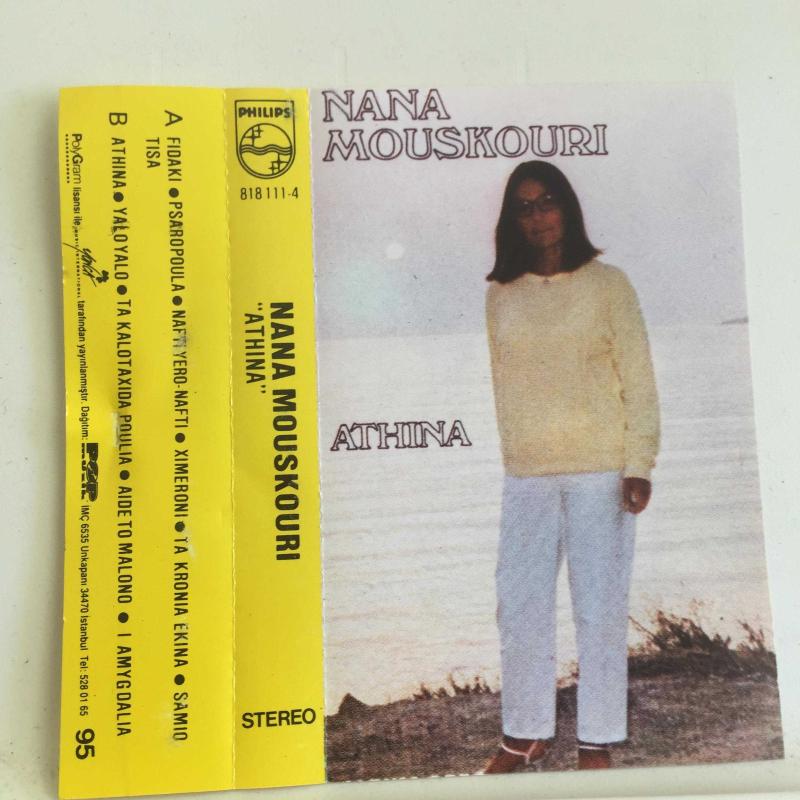 NANA
MOUSKOURI
ATHINA
PHILIPS
818 111-4
NANA MOUSKOURI
"ATHINA"
STEREO
A FIDAKI ● PSAROPOULA ● NAFTI YERO-NAFTI ● XIMERONI ● TA KRONIA EKINA ● SAMIO
TISA
B ATHINA ● YALO YALO ● TA KALOTAXIDA POULIA ● AIDE TO MALONO ● I AMYGDALIA
PolyGram lisansı ile tarafından yayınlanmıştır. Dağıtım: IMÇ 6535 Unkapanı 34470 İstanbul Tel: 528 01 65
95